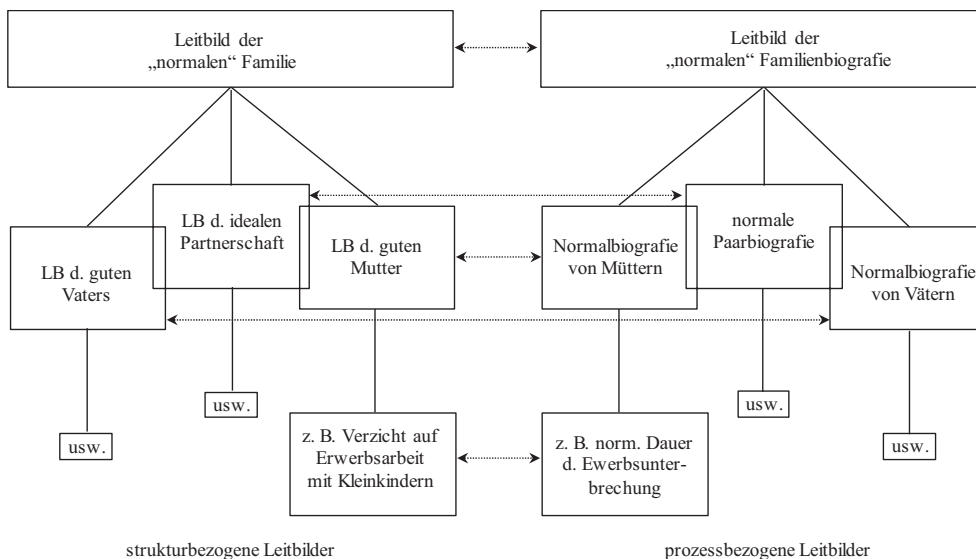 Leitbild der
„normalen“ Familie
Leitbild der
„normalen“ Familienbiografie
LB d. idealen
Partnerschaft
normale
Paarbiografie
LB d. guten
Mutter
Normalbiografie
von Müttern
LB d. guten
Vaters
Normalbiografie
von Vätern
usw.
usw.
usw.
usw.
z. B. Verzicht auf
Erwerbsarbeit
mit Kleinkindern
z. B. norm. Dauer
d. Ewerbsunter-
brechung
strukturbezogene Leitbilder
prozessbezogene Leitbilder